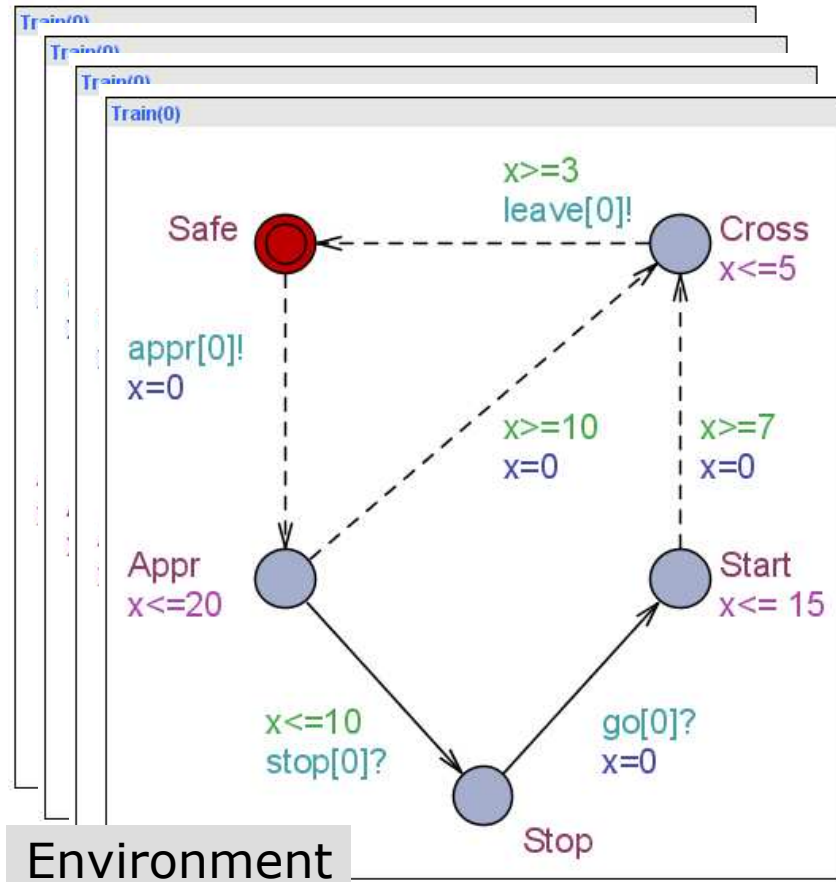 Train(0)
Train(0)
Train(0)
Train(0)
x>=3
leave[0]!
Safe
Cross
x<=5
appr[0]!
x=0
x>=10
x=0
x>=7
x=0
Appr
x<=20
Start
x<= 15
x<=10
stop[0]?
go[0]?
x=0
Stop
Environment